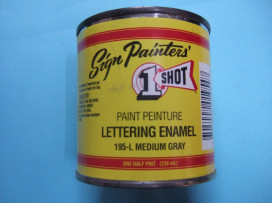 Sign Painters'
1 SHOT
PAINT PEINTURE
LETTERING ENAMEL
195-L MEDIUM GRAY
ONE HALF PINT (236 mL)